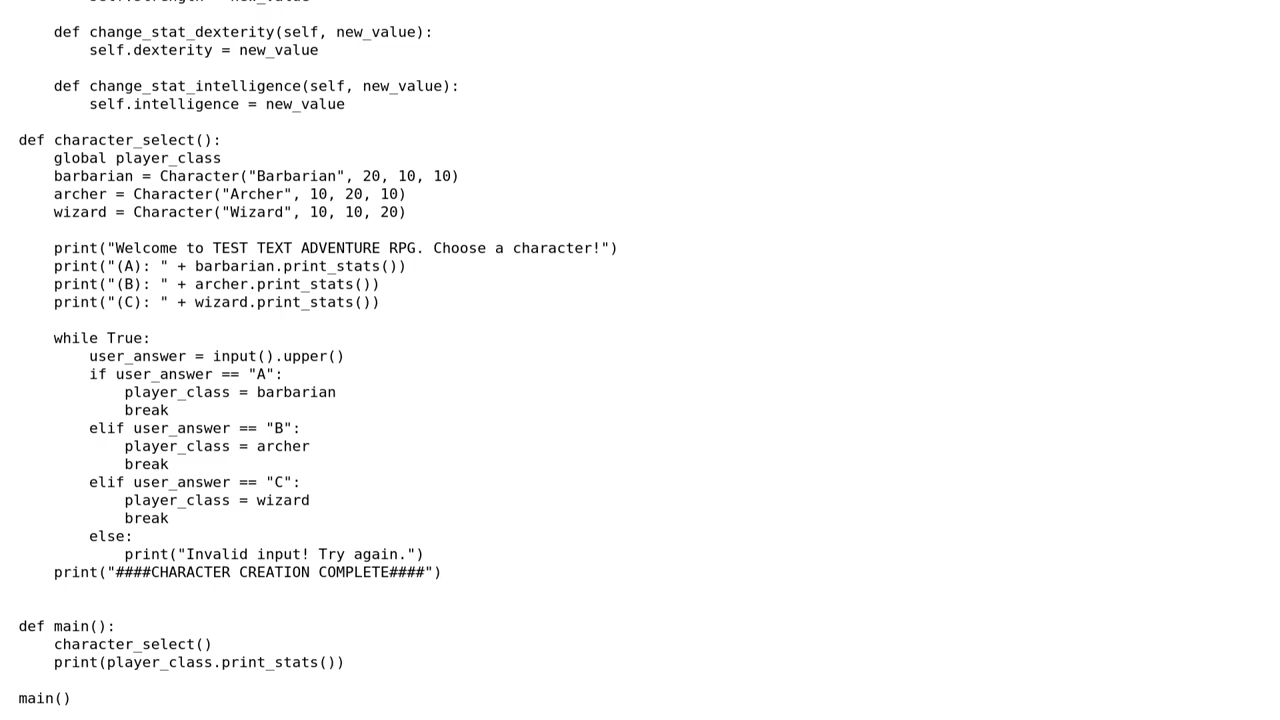 def change_stat_dexterity(self, new_value):
        self.dexterity = new_value
    def change_stat_intelligence(self, new_value):
        self.intelligence = new_value
def character_select():
    global player_class
    barbarian = Character("Barbarian", 20, 10, 10)
    archer = Character("Archer", 10, 20, 10)
    wizard = Character("Wizard", 10, 10, 20)
    print("Welcome to TEST TEXT ADVENTURE RPG. Choose a character!")
    print("(A): " + barbarian.print_stats())
    print("(B): " + archer.print_stats())
    print("(C): " + wizard.print_stats())
    while True:
        user_answer = input().upper()
        if user_answer == "A":
            player_class = barbarian
            break
        elif user_answer == "B":
            player_class = archer
            break
        elif user_answer == "C":
            player_class = wizard
            break
        else:
            print("Invalid input! Try again.")
    print("####CHARACTER CREATION COMPLETE####")
def main():
    character_select()
    print(player_class.print_stats())
main()